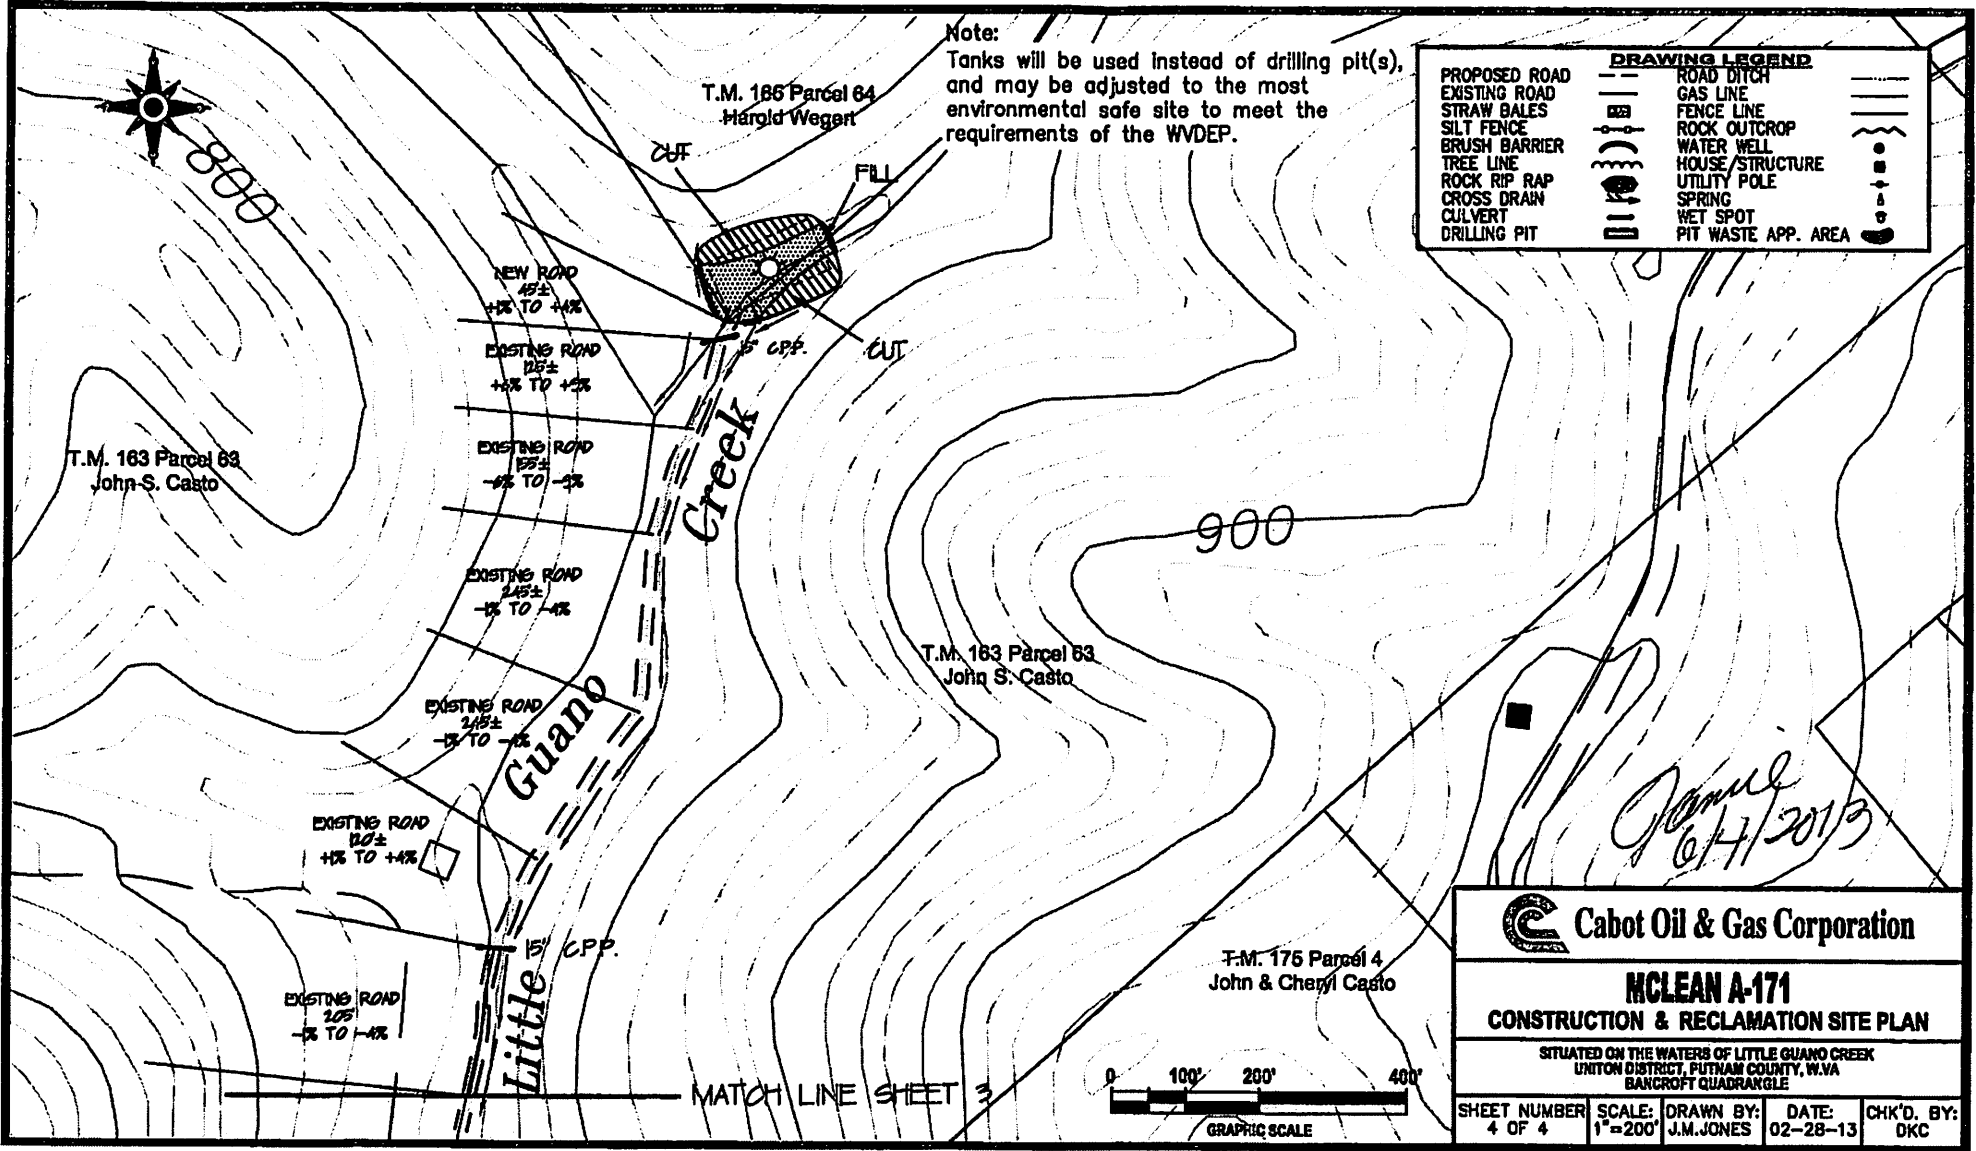 Note:
Tanks will be used instead of drilling pit(s),
and may be adjusted to the most
environmental safe site to meet the
requirements of the WVDEP.
DRAWING LEGEND
PROPOSED ROAD
EXISTING ROAD
STRAW BALES
SILT FENCE
BRUSH BARRIER
TREE LINE
ROCK RIP RAP
CROSS DRAIN
CULVERT
DRILLING PIT
ROAD DITCH
GAS LINE
FENCE LINE
ROCK OUTCROP
WATER WELL
HOUSE/STRUCTURE
UTILITY POLE
SPRING
WET SPOT
PIT WASTE APP. AREA
T.M. 166 Parcel 64
Harold Wegert
800
CUT
FILL
NEW ROAD
45'±
+1% TO +4%
15" C.P.P.
CUT
EXISTING ROAD
125'±
TO
Creek
EXISTING ROAD
155'±
TO
T.M. 163 Parcel 63
John S. Casto
900
EXISTING ROAD
245'±
-1% TO -4%
T.M. 163 Parcel 63
John S. Casto
EXISTING ROAD
245'±
-1% TO -4%
Guano
EXISTING ROAD
120'±
+1% TO +4%
6/4/2013
15" C.P.P.
Little
EXISTING ROAD
205'
-1% TO -4%
T.M. 175 Parcel 4
John & Cheryl Casto
MATCH LINE SHEET 3
0 100' 200' 400'
GRAPHIC SCALE
Cabot Oil & Gas Corporation
MCLEAN A-171
CONSTRUCTION & RECLAMATION SITE PLAN
SITUATED ON THE WATERS OF LITTLE GUANO CREEK
UNITON DISTRICT, PUTNAM COUNTY, W.VA
BANCROFT QUADRANGLE
SHEET NUMBER
4 OF 4
SCALE:
1"=200'
DRAWN BY:
J.M.JONES
DATE:
02-28-13
CHK'D. BY:
DKC